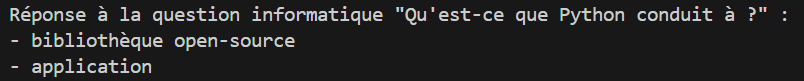 Réponse à la question informatique "Qu'est-ce que Python conduit à ?" :
- bibliothèque open-source
- application